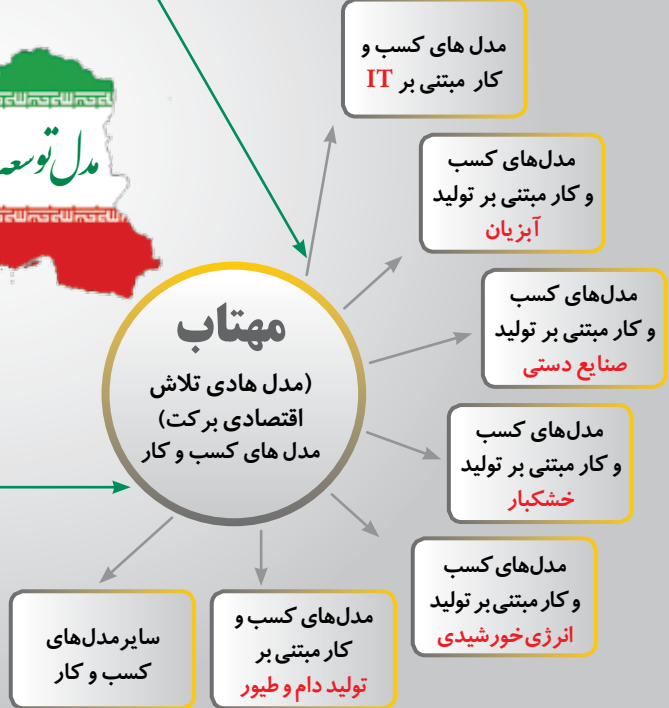 مدل های کسب و
کار مبتنی بر IT
مدل توسعه
مدل‌های کسب
و کار مبتنی بر تولید
آبزیان
مدل‌های کسب
و کار مبتنی بر تولید
صنایع دستی
مهتاب
(مدل هادی تلاش
اقتصادی برکت)
مدل های کسب و کار
مدل‌های کسب
و کار مبتنی بر تولید
خشکبار
مدل‌های کسب
و کار مبتنی بر تولید
انرژی خورشیدی
مدل‌های کسب و
کار مبتنی بر
تولید دام و طیور
سایر مدل‌های
کسب و کار